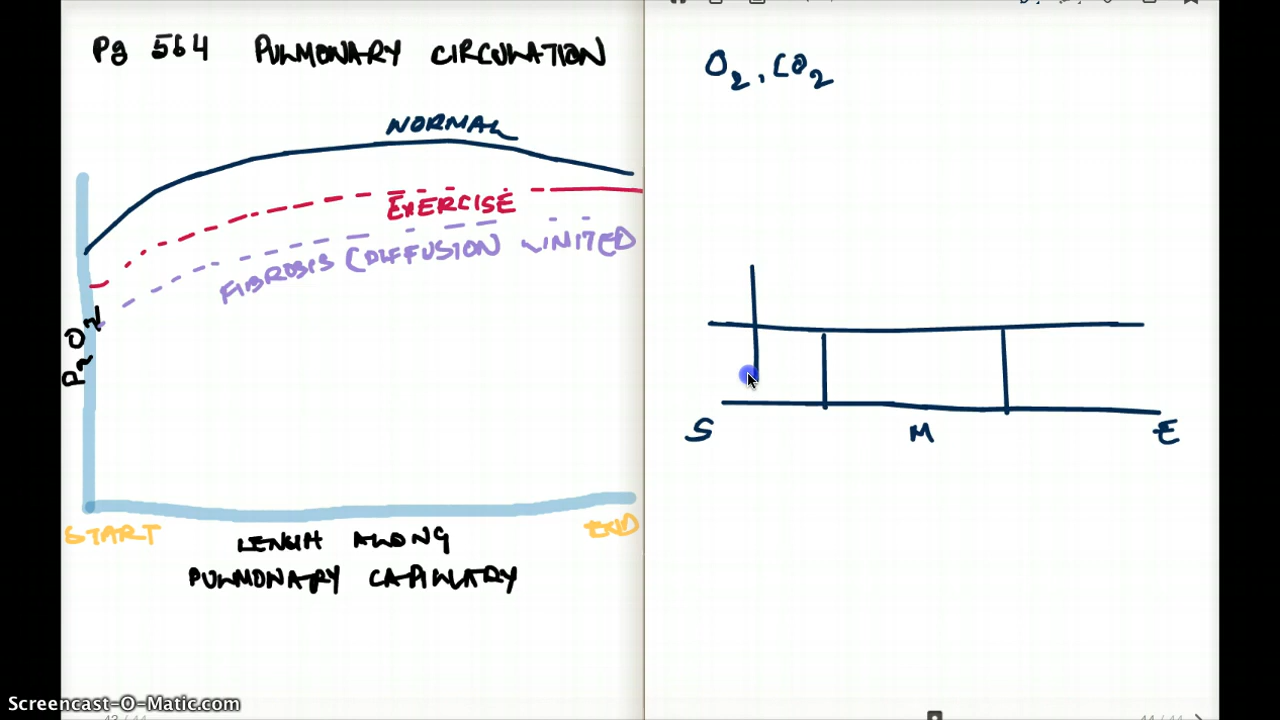 Pg 564 PULMONARY CIRCULATION
NORMAL
EXERCISE
FIBROSIS (DIFFUSION LIMITED
PaO2
START
END
LENGTH ALONG
PULMONARY CAPILLARY
O2, CO2
S M E
Screencast-O-Matic.com